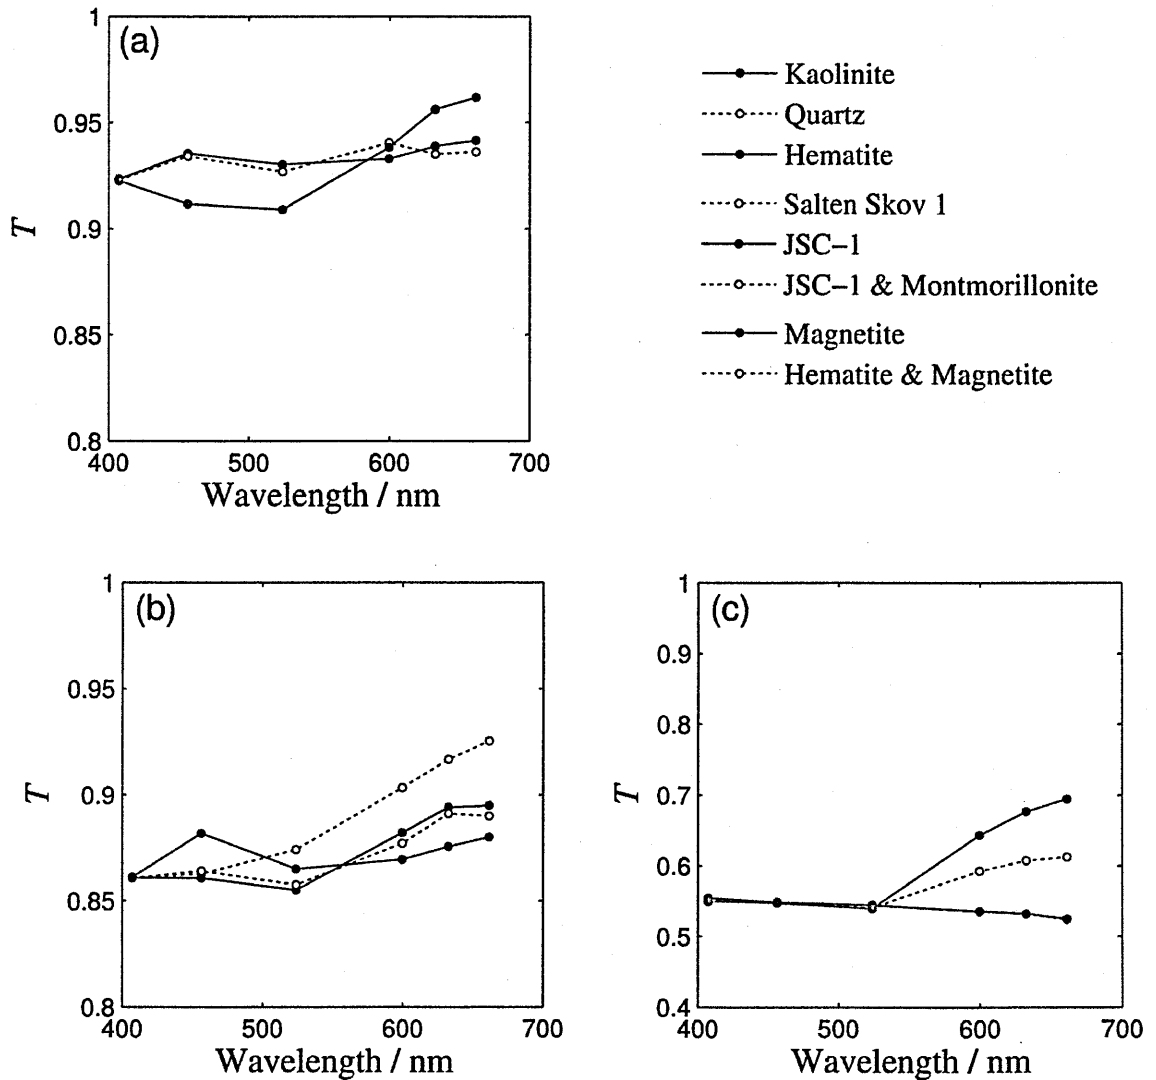 (a)
1
0.95
0.9
0.85
0.8
T
400 500 600 700
Wavelength / nm
Kaolinite
Quartz
Hematite
Salten Skov 1
JSC−1
JSC−1 & Montmorillonite
Magnetite
Hematite & Magnetite
(b)
1
0.95
0.9
0.85
0.8
T
400 500 600 700
Wavelength / nm
(c)
1
0.9
0.8
0.7
0.6
0.5
0.4
T
400 500 600 700
Wavelength / nm